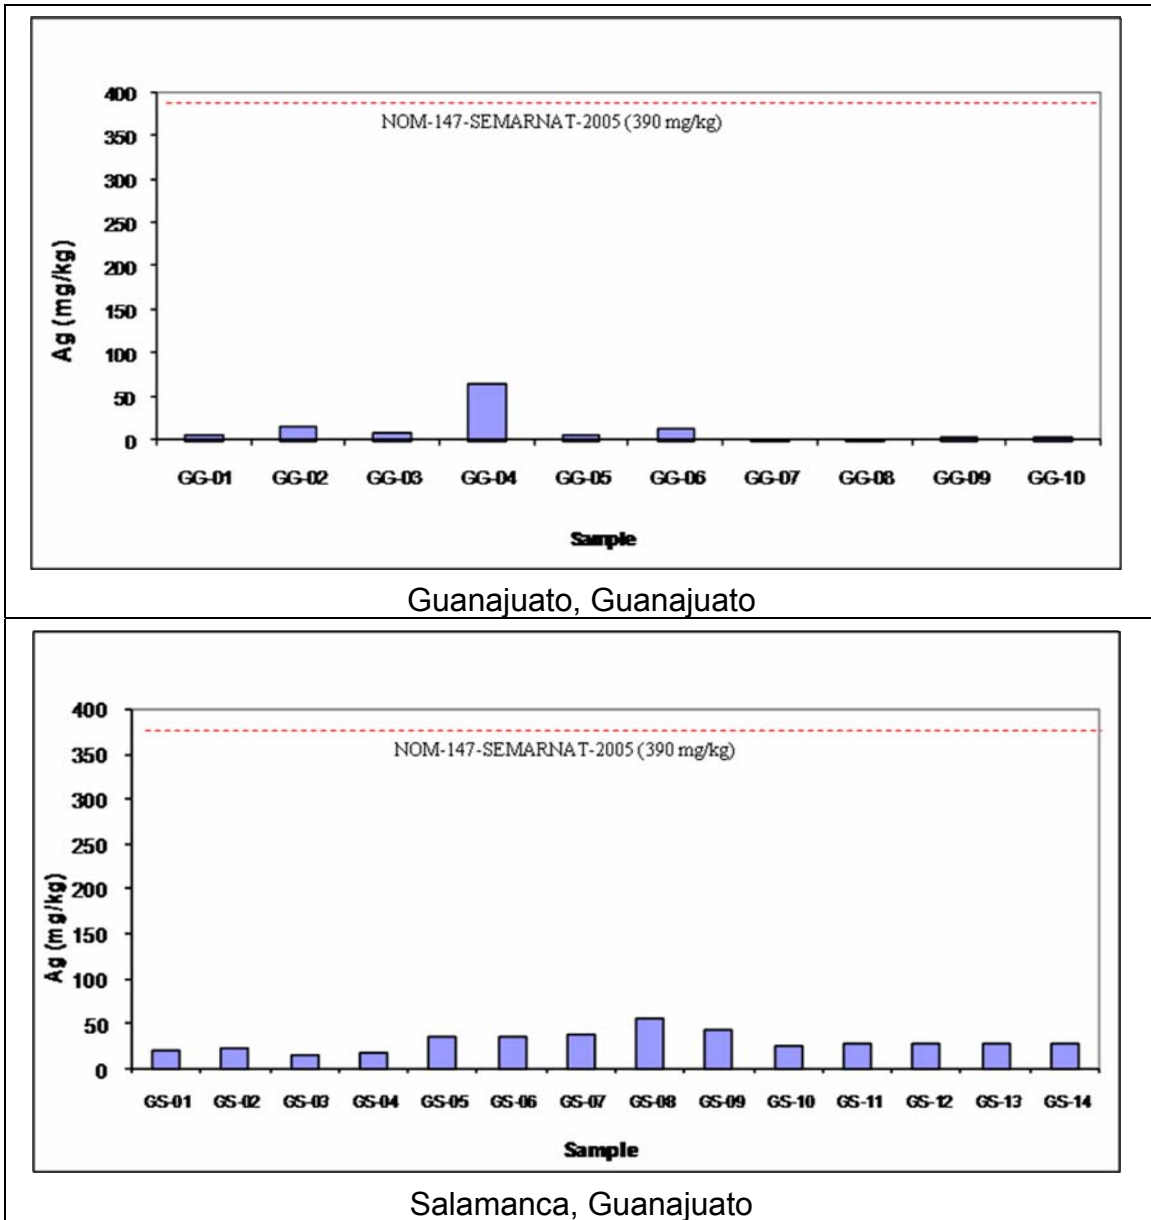 400
NOM-147-SEMARNAT-2005 (390 mg/kg)
350
300
250
200
150
100
50
0
Ag (mg/kg)
GG-01 GG-02 GG-03 GG-04 GG-05 GG-06 GG-07 GG-08 GG-09 GG-10
Sample
Guanajuato, Guanajuato
400
NOM-147-SEMARNAT-2005 (390 mg/kg)
350
300
250
200
150
100
50
0
Ag (mg/kg)
GS-01 GS-02 GS-03 GS-04 GS-05 GS-06 GS-07 GS-08 GS-09 GS-10 GS-11 GS-12 GS-13 GS-14
Sample
Salamanca, Guanajuato